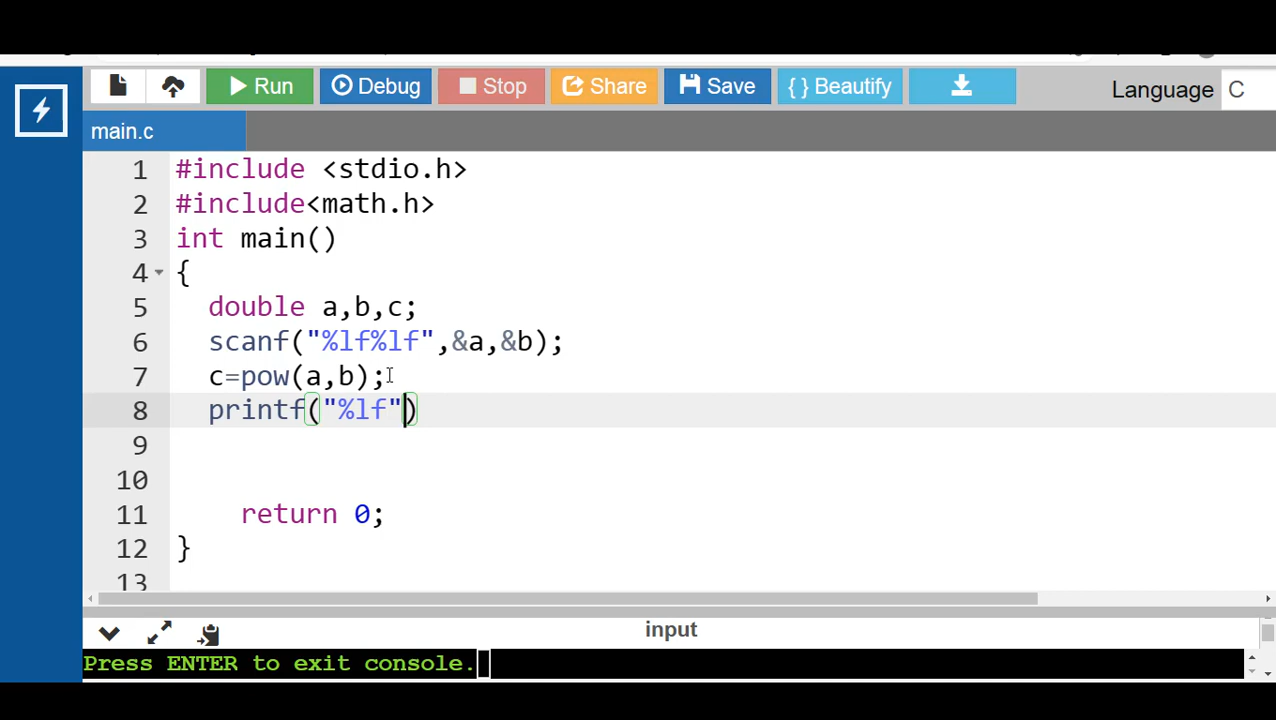 Run Debug Stop Share Save { } Beautify Language C
main.c
1 #include <stdio.h>
2 #include<math.h>
3 int main()
4 {
5 double a,b,c;
6 scanf("%lf%lf",&a,&b);
7 c=pow(a,b);
8 printf("%lf")
9
10
11 return 0;
12 }
13
input
Press ENTER to exit console.